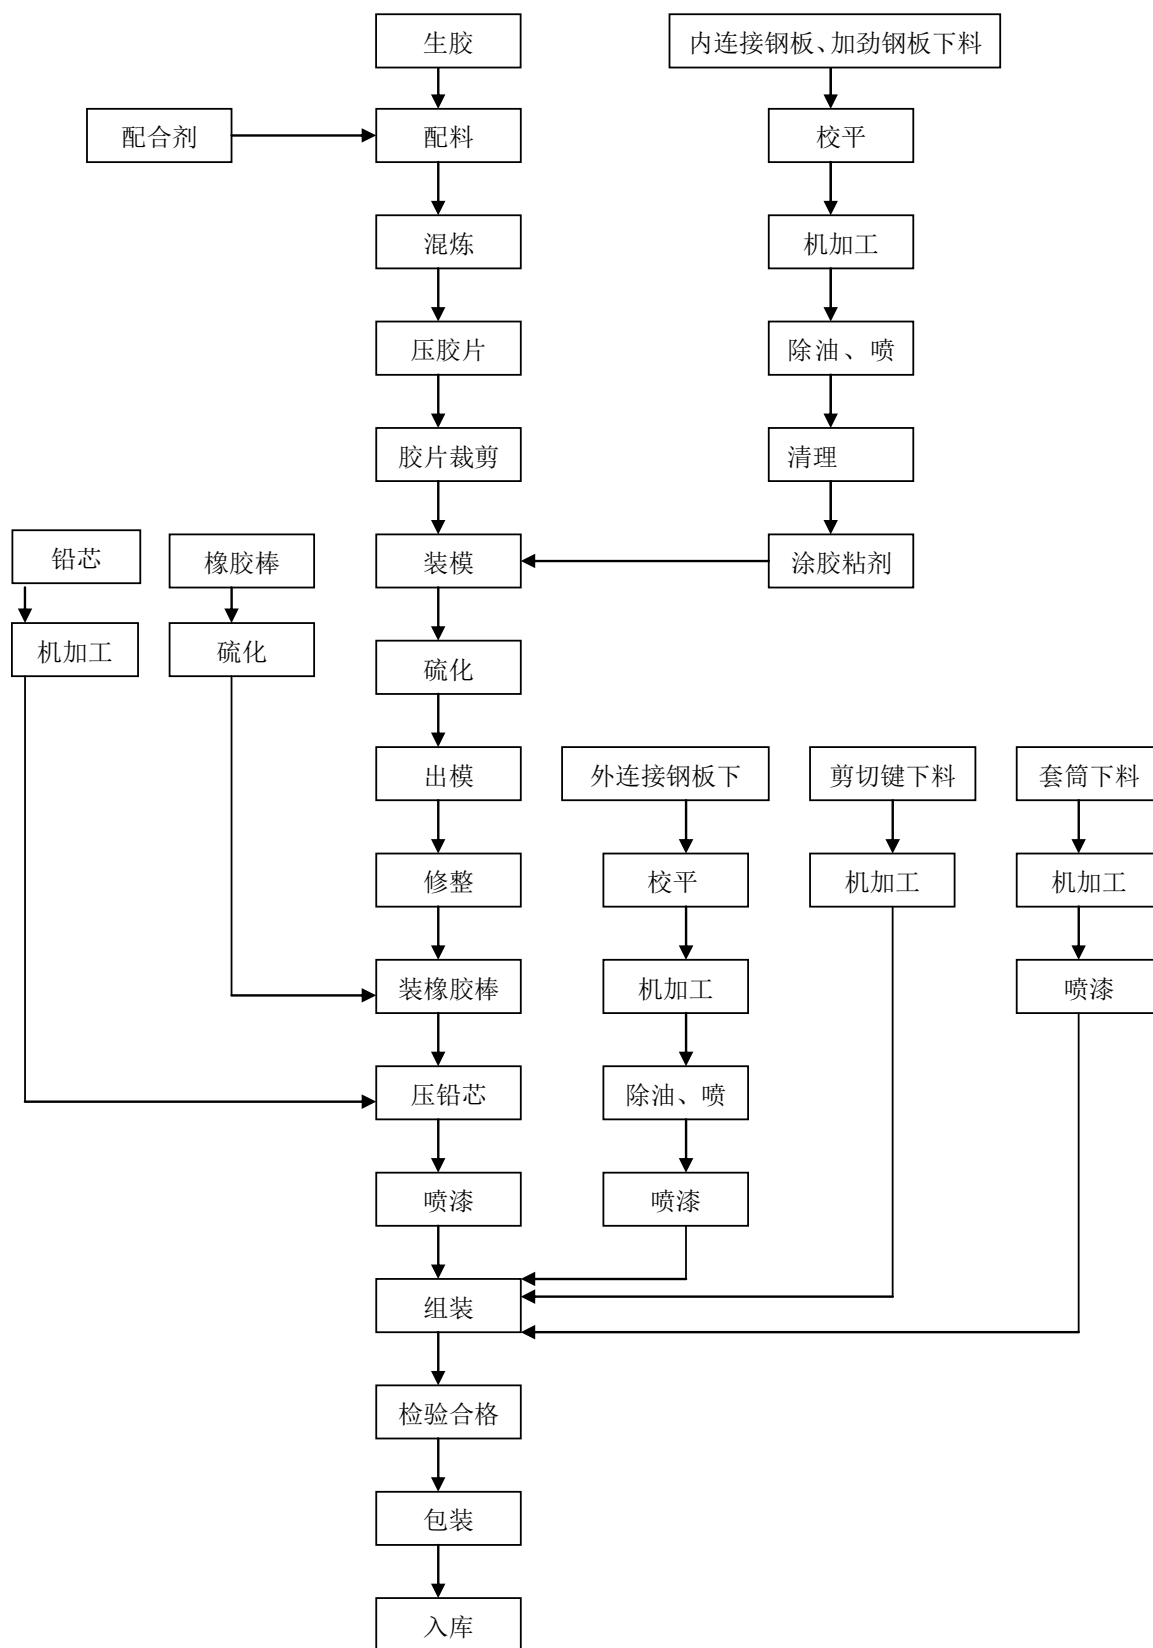 生胶
内连接钢板、加劲钢板下料
配合剂
配料
校平
混炼
机加工
压胶片
除油、喷
胶片裁剪
清理
铅芯
橡胶棒
装模
涂胶粘剂
机加工
硫化
硫化
出模
外连接钢板下
剪切键下料
套筒下料
修整
校平
机加工
机加工
装橡胶棒
机加工
喷漆
压铅芯
除油、喷
喷漆
喷漆
组装
检验合格
包装
入库